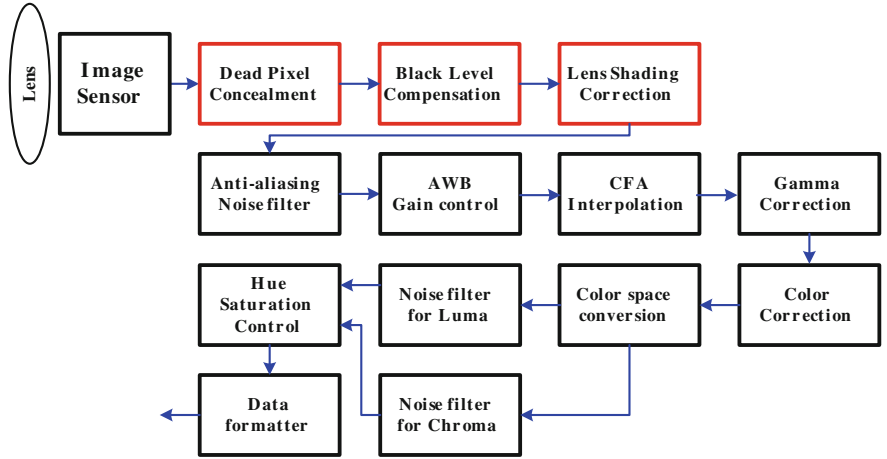 Lens
Image
Sensor
Dead Pixel
Concealment
Black Level
Compensation
Lens Shading
Correction
Anti-aliasing
Noise filter
AWB
Gain control
CFA
Interpolation
Gamma
Correction
Hue
Saturation
Control
Noise filter
for Luma
Color space
conversion
Color
Correction
Data
formatter
Noise filter
for Chroma